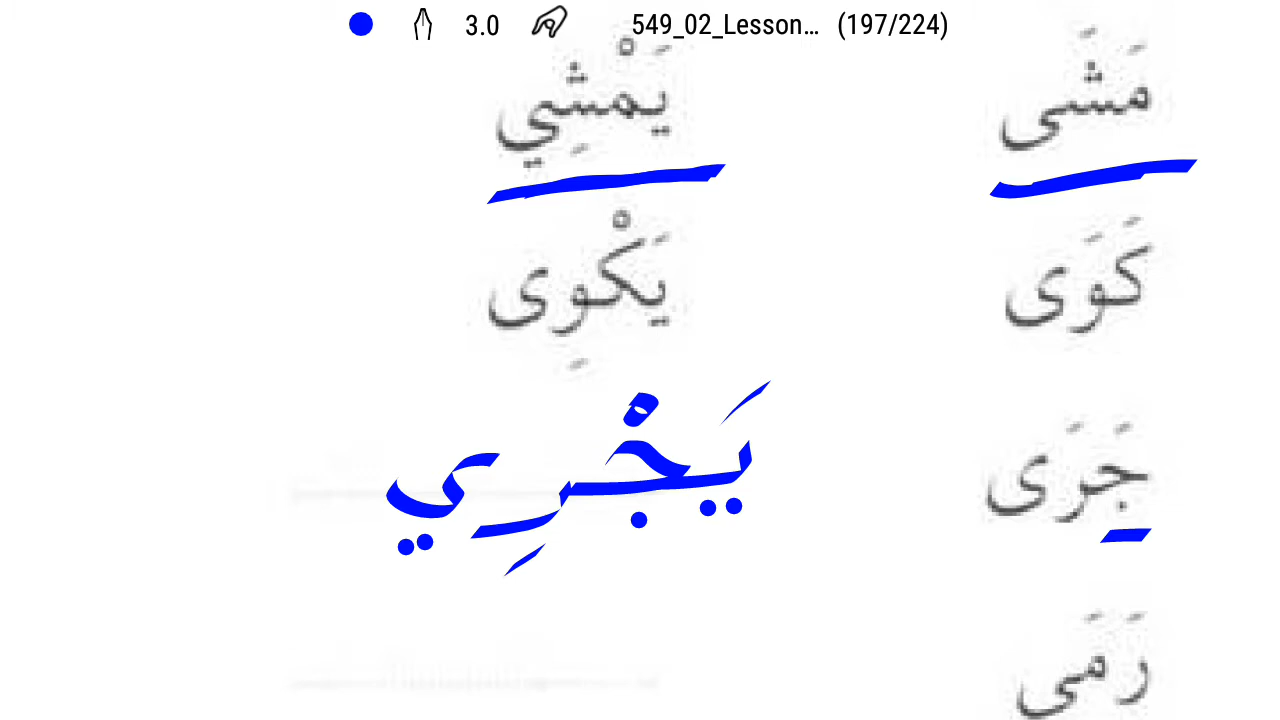 3.0 549_02_Lesson… (197/224)
مَشَى يَمْشِي
كَوَى يَكْوِى
جَرَى يَجْرِي
رَمَى